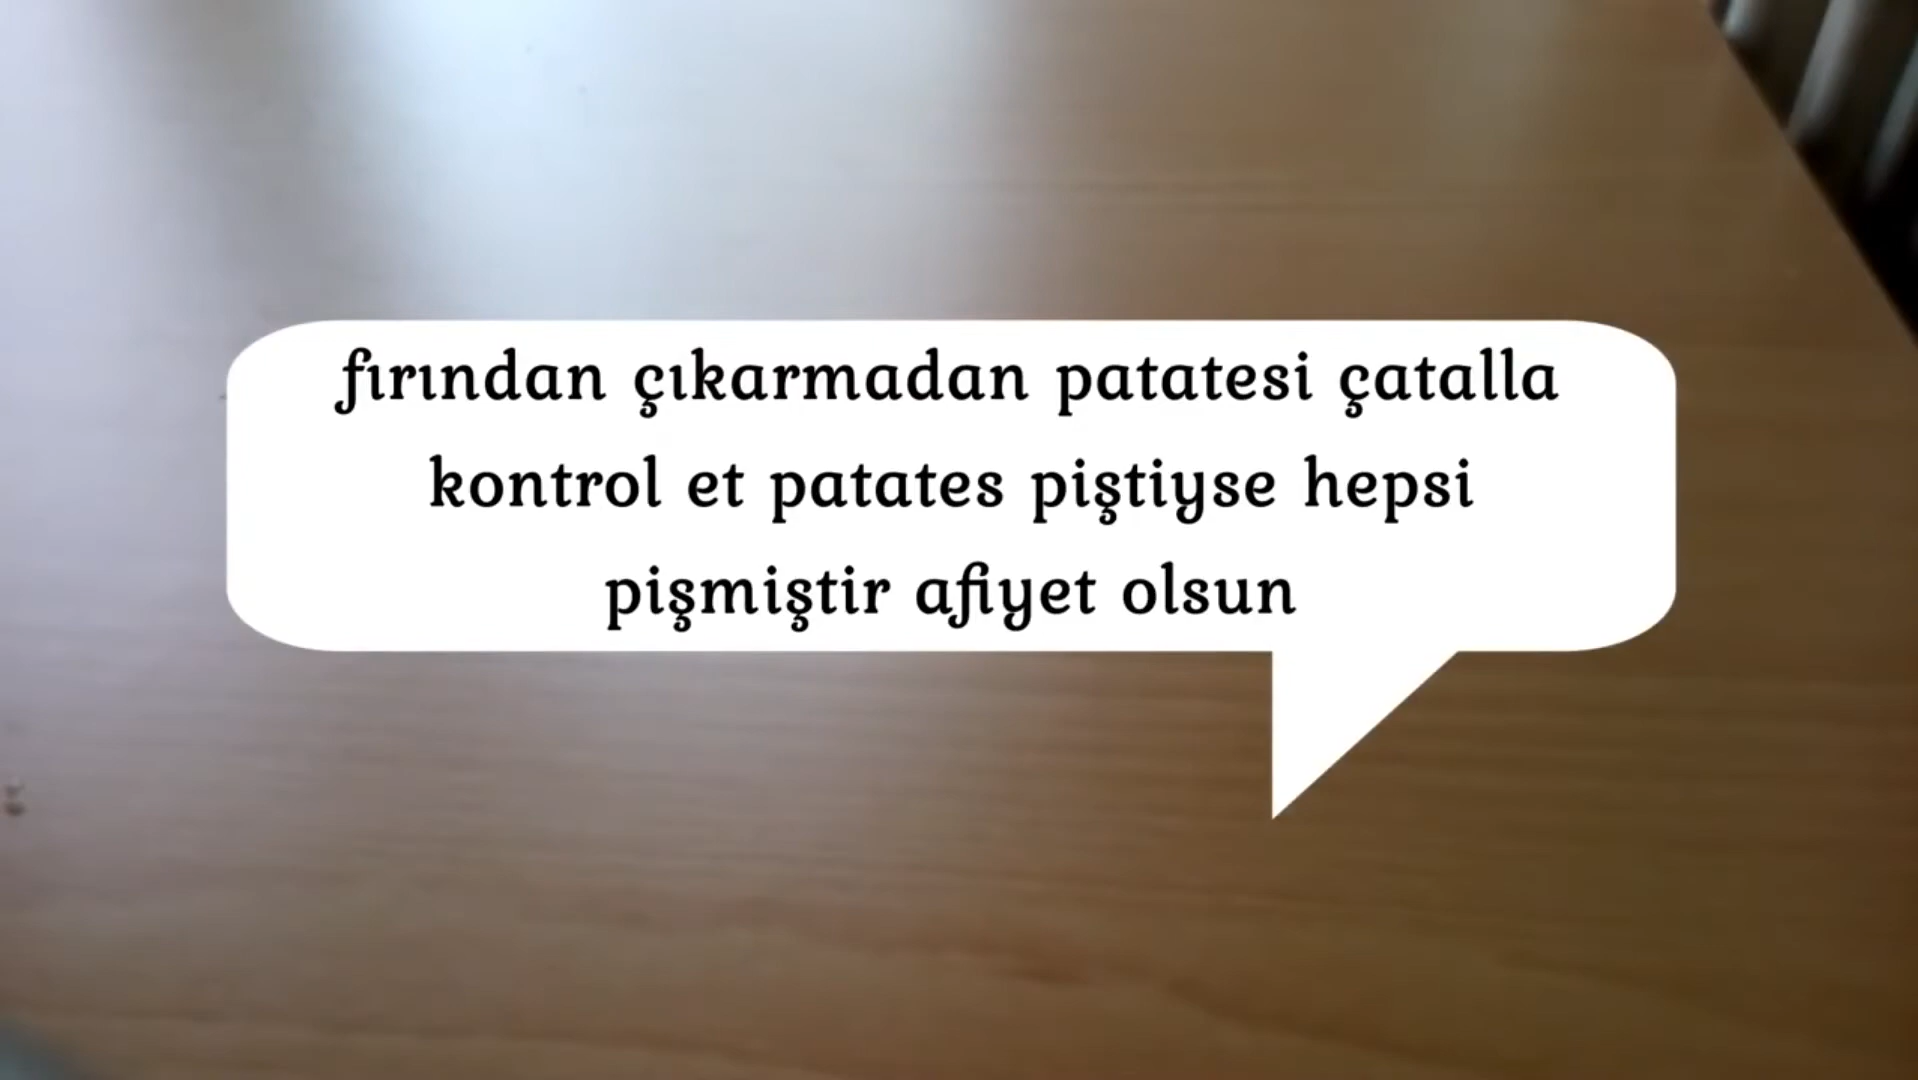 fırından çıkarmadan patatesi çatalla
kontrol et patates piştiyse hepsi
pişmiştir afiyet olsun